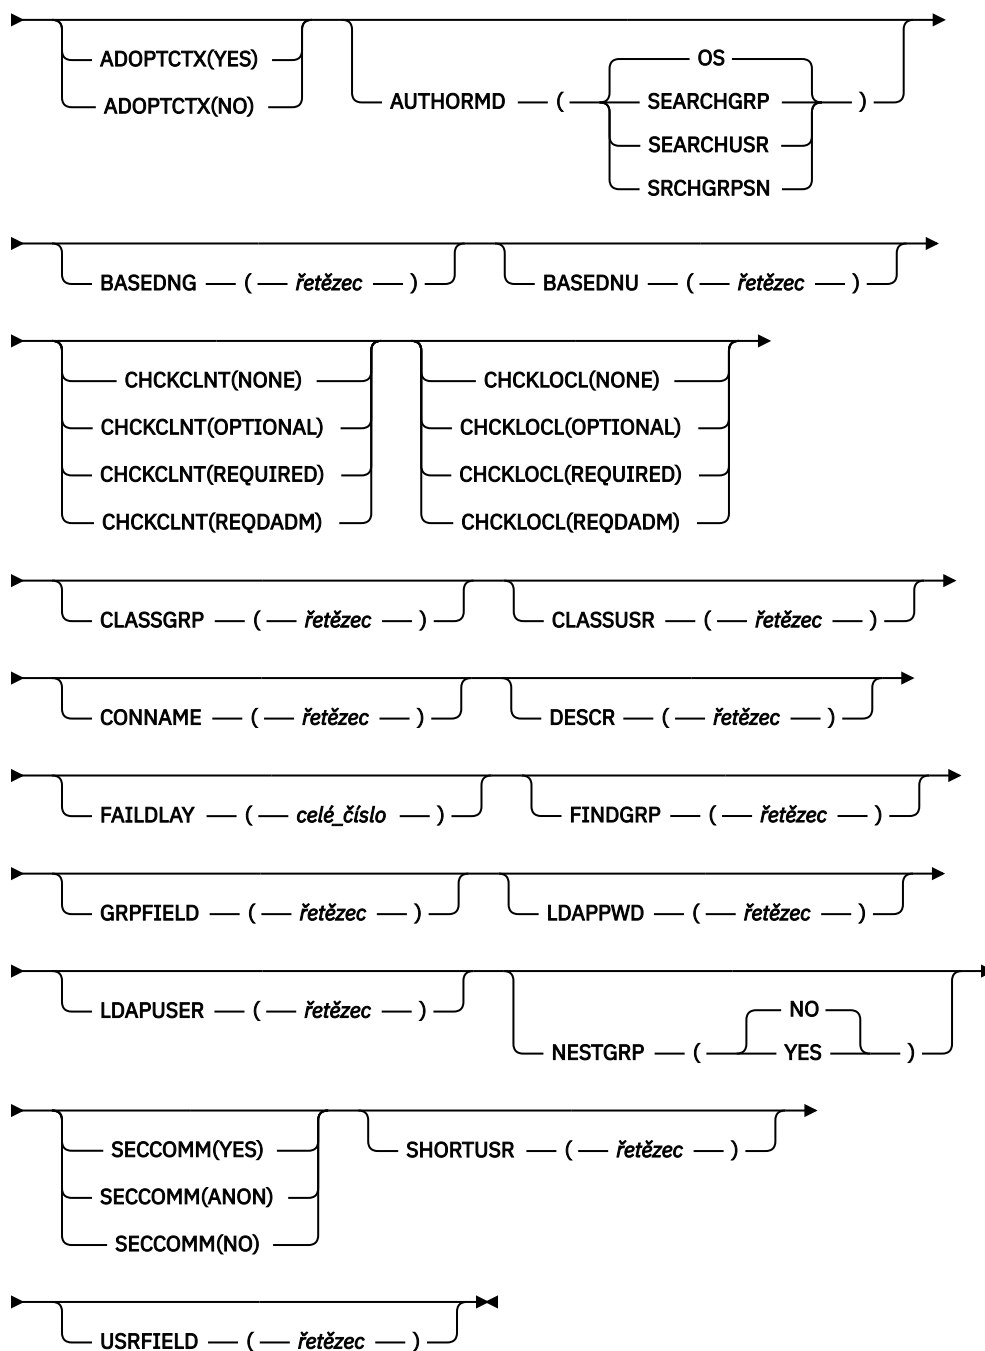 ADOPTCTX(YES)
ADOPTCTX(NO)
AUTHORMD ( OS
SEARCHGRP )
SEARCHUSR
SRCHGRPSN
BASEDNG ( řetězec ) BASEDNU ( řetězec )
CHCKCLNT(NONE) CHCKLOCL(NONE)
CHCKCLNT(OPTIONAL) CHCKLOCL(OPTIONAL)
CHCKCLNT(REQUIRED) CHCKLOCL(REQUIRED)
CHCKCLNT(REQDADM) CHCKLOCL(REQDADM)
CLASSGRP ( řetězec ) CLASSUSR ( řetězec )
CONNAME ( řetězec ) DESCR ( řetězec )
FAILDLAY ( celé_číslo ) FINDGRP ( řetězec )
GRPFIELD ( řetězec ) LDAPPWD ( řetězec )
LDAPUSER ( řetězec )
NO
NESTGRP ( YES )
SECCOMM(YES) SHORTUSR ( řetězec )
SECCOMM(ANON)
SECCOMM(NO)
USRFIELD ( řetězec )